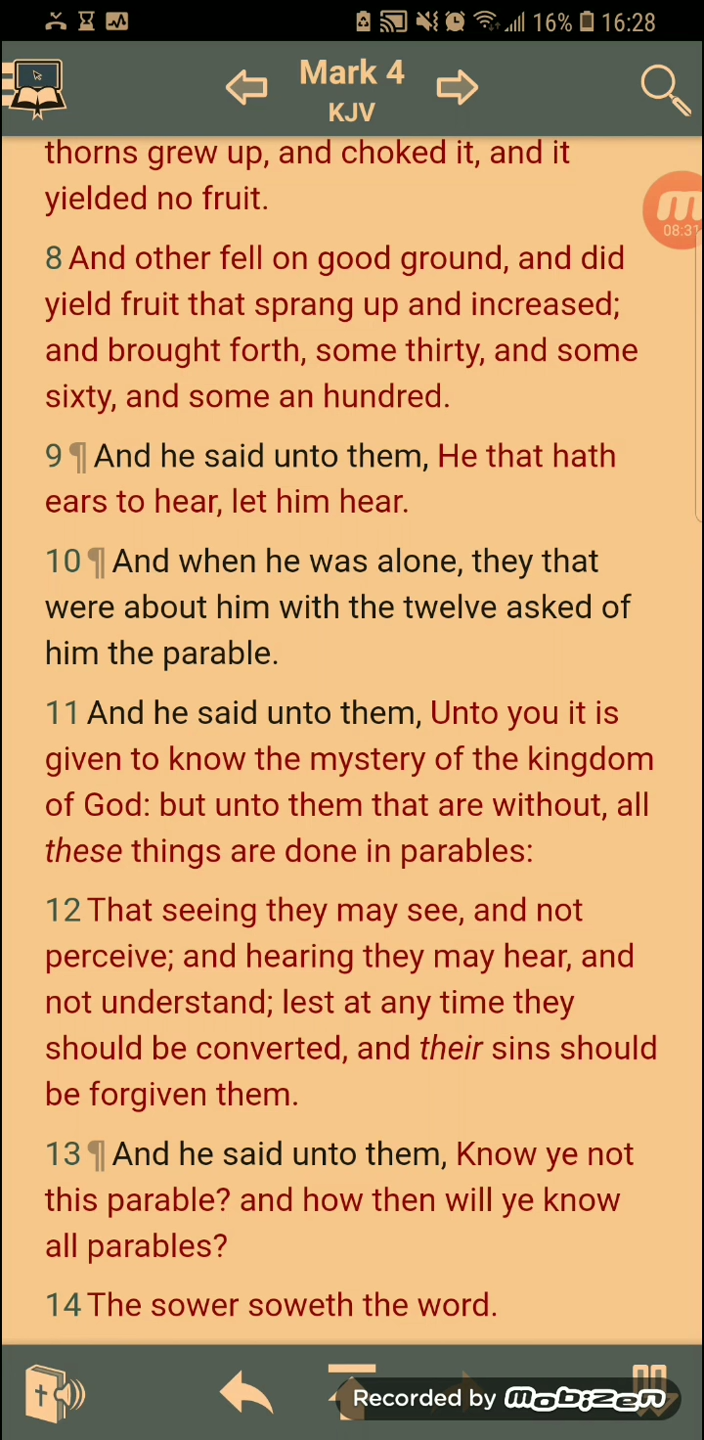 16% 16:28
Mark 4
KJV
thorns grew up, and choked it, and it
yielded no fruit.
08:31
8 And other fell on good ground, and did
yield fruit that sprang up and increased;
and brought forth, some thirty, and some
sixty, and some an hundred.
9 ¶ And he said unto them, He that hath
ears to hear, let him hear.
10 ¶ And when he was alone, they that
were about him with the twelve asked of
him the parable.
11 And he said unto them, Unto you it is
given to know the mystery of the kingdom
of God: but unto them that are without, all
these things are done in parables:
12 That seeing they may see, and not
perceive; and hearing they may hear, and
not understand; lest at any time they
should be converted, and their sins should
be forgiven them.
13 ¶ And he said unto them, Know ye not
this parable? and how then will ye know
all parables?
14 The sower soweth the word.
Recorded by mobizen